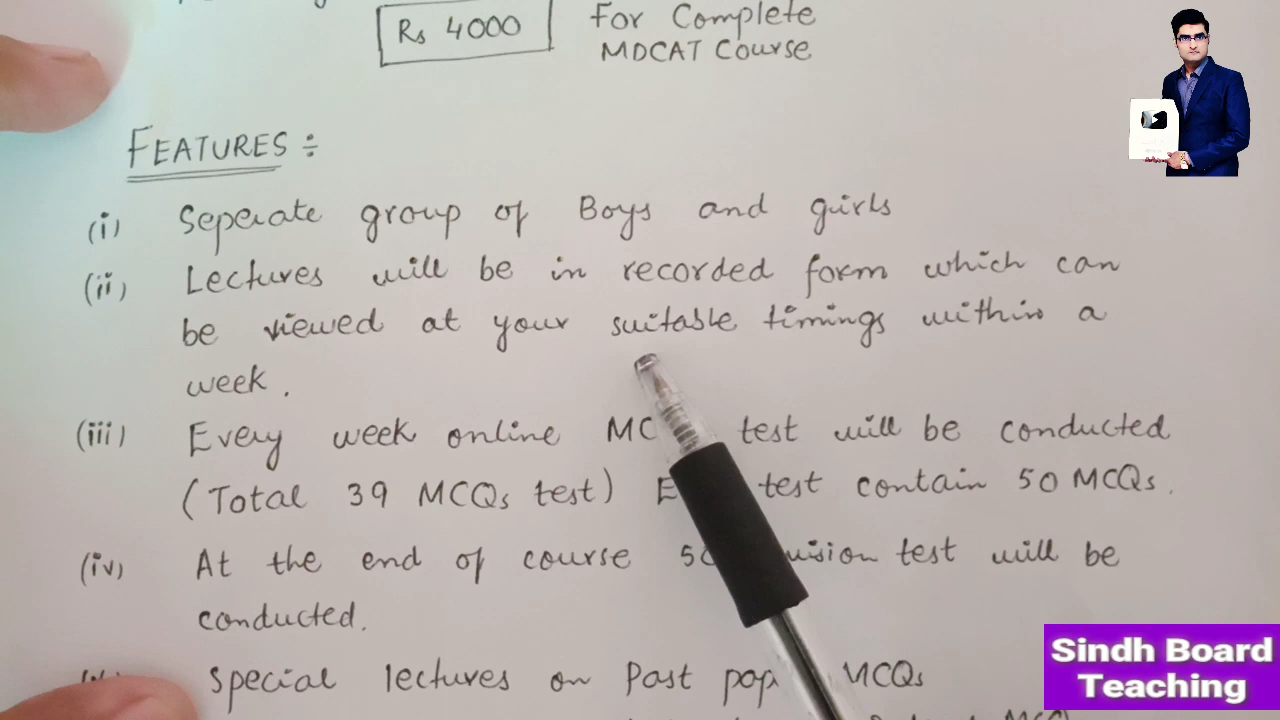 Rs 4000
For Complete
MDCAT Course
FEATURES :
(i) Seperate group of Boys and girls
(ii) Lectures will be in recorded form which can
be viewed at your suitable timings within a
week.
(iii) Every week online MC test will be conducted
(Total 39 MCQs test) E test contain 50 MCQs.
(iv) At the end of course 50 test will be
conducted.
Special lectures on Past MCQs
Sindh Board
Teaching